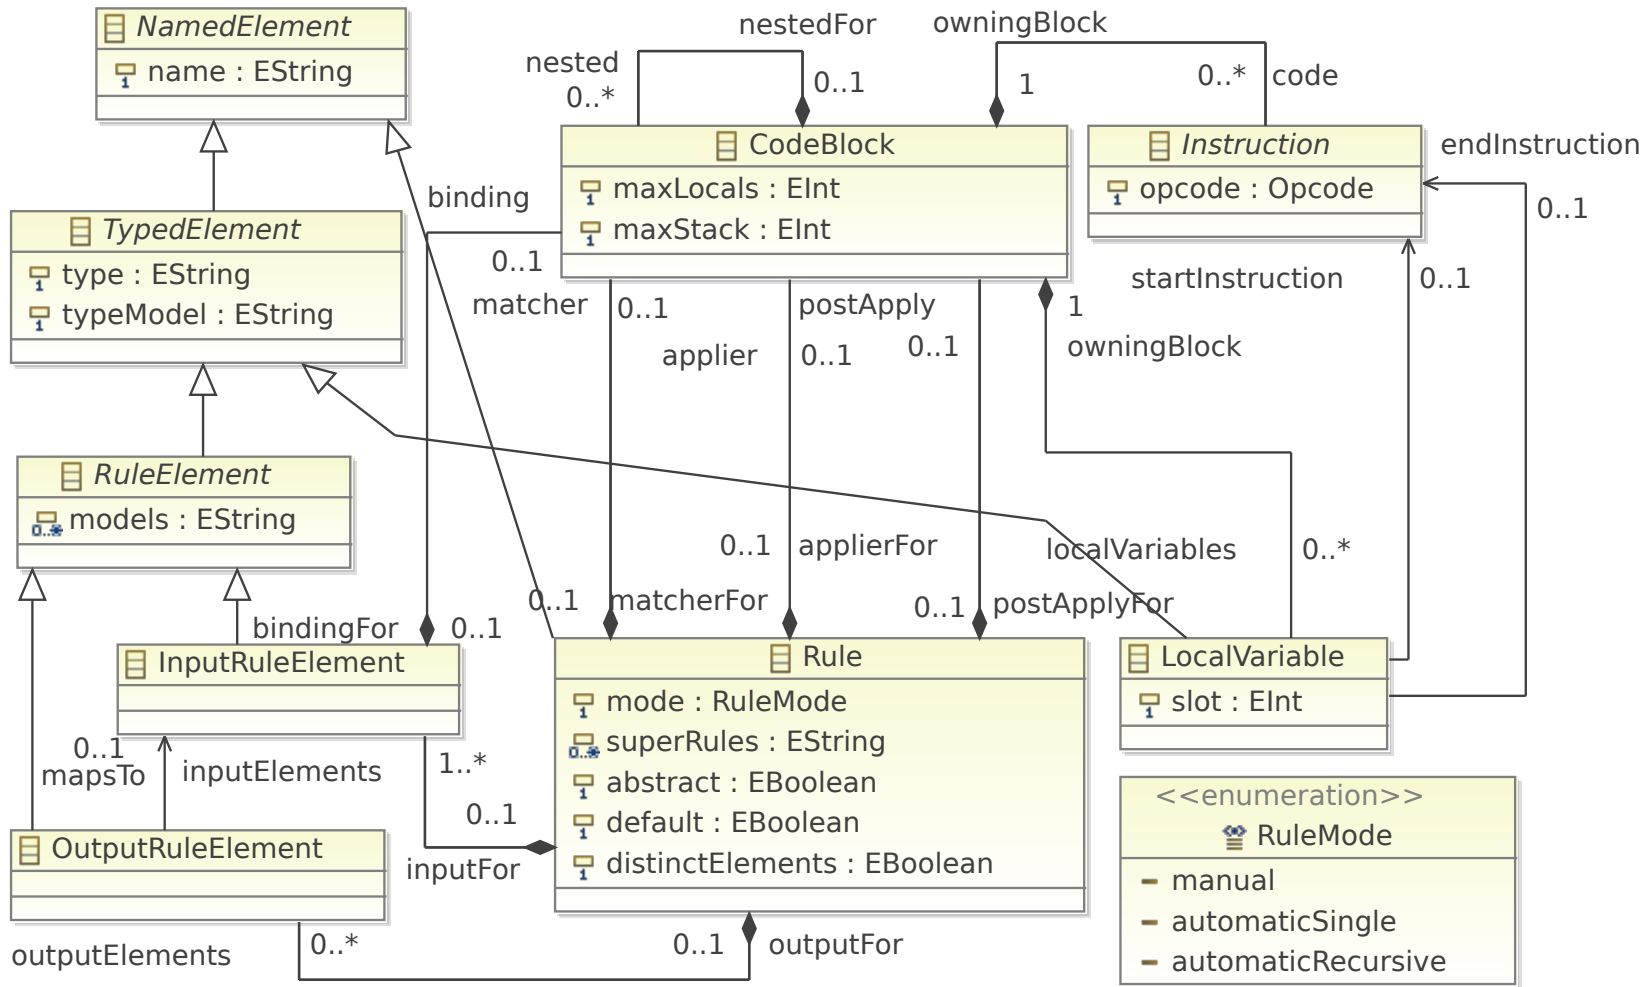 NamedElement
name : EString
nestedFor
owningBlock
nested
0..*
0..1
1
0..*
code
CodeBlock
maxLocals : EInt
maxStack : EInt
Instruction
opcode : Opcode
endInstruction
0..1
binding
0..1
TypedElement
type : EString
typeModel : EString
matcher
0..1
postApply
applier
0..1
0..1
1
owningBlock
startInstruction
0..1
RuleElement
models : EString
0..1
applierFor
localVariables
0..*
0..1
matcherFor
0..1
postApplyFor
bindingFor
0..1
InputRuleElement
Rule
mode : RuleMode
superRules : EString
abstract : EBoolean
default : EBoolean
distinctElements : EBoolean
LocalVariable
slot : EInt
0..1
mapsTo
inputElements
1..*
0..1
inputFor
OutputRuleElement
outputElements
0..*
0..1
outputFor
<<enumeration>>
RuleMode
manual
automaticSingle
automaticRecursive